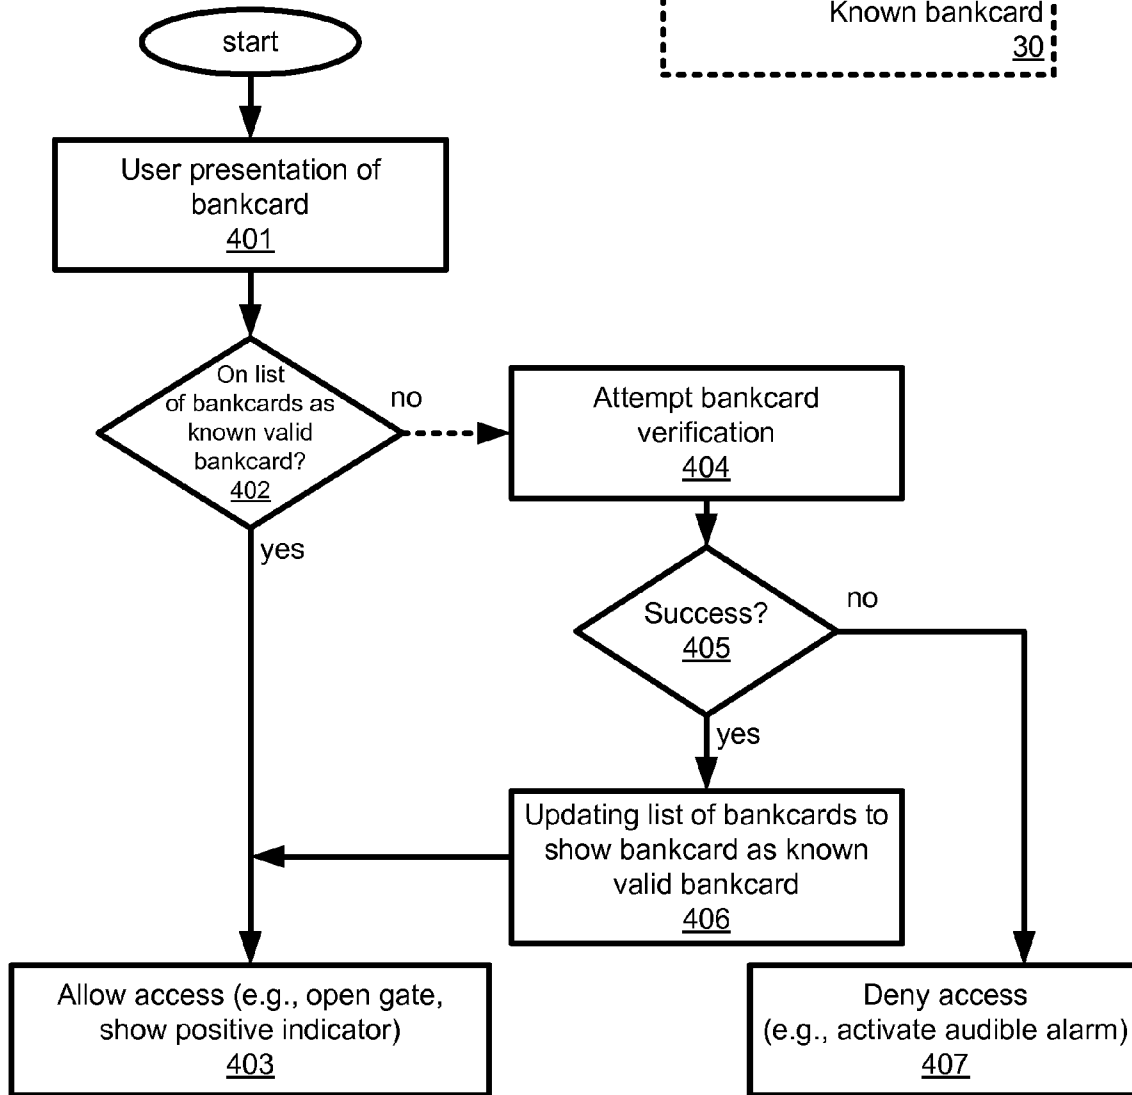 start
Known bankcard
30
User presentation of
bankcard
401
On list
of bankcards as
known valid
bankcard?
402
no
yes
Attempt bankcard
verification
404
Success?
405
no
yes
Updating list of bankcards to
show bankcard as known
valid bankcard
406
Allow access (e.g., open gate,
show positive indicator)
403
Deny access
(e.g., activate audible alarm)
407